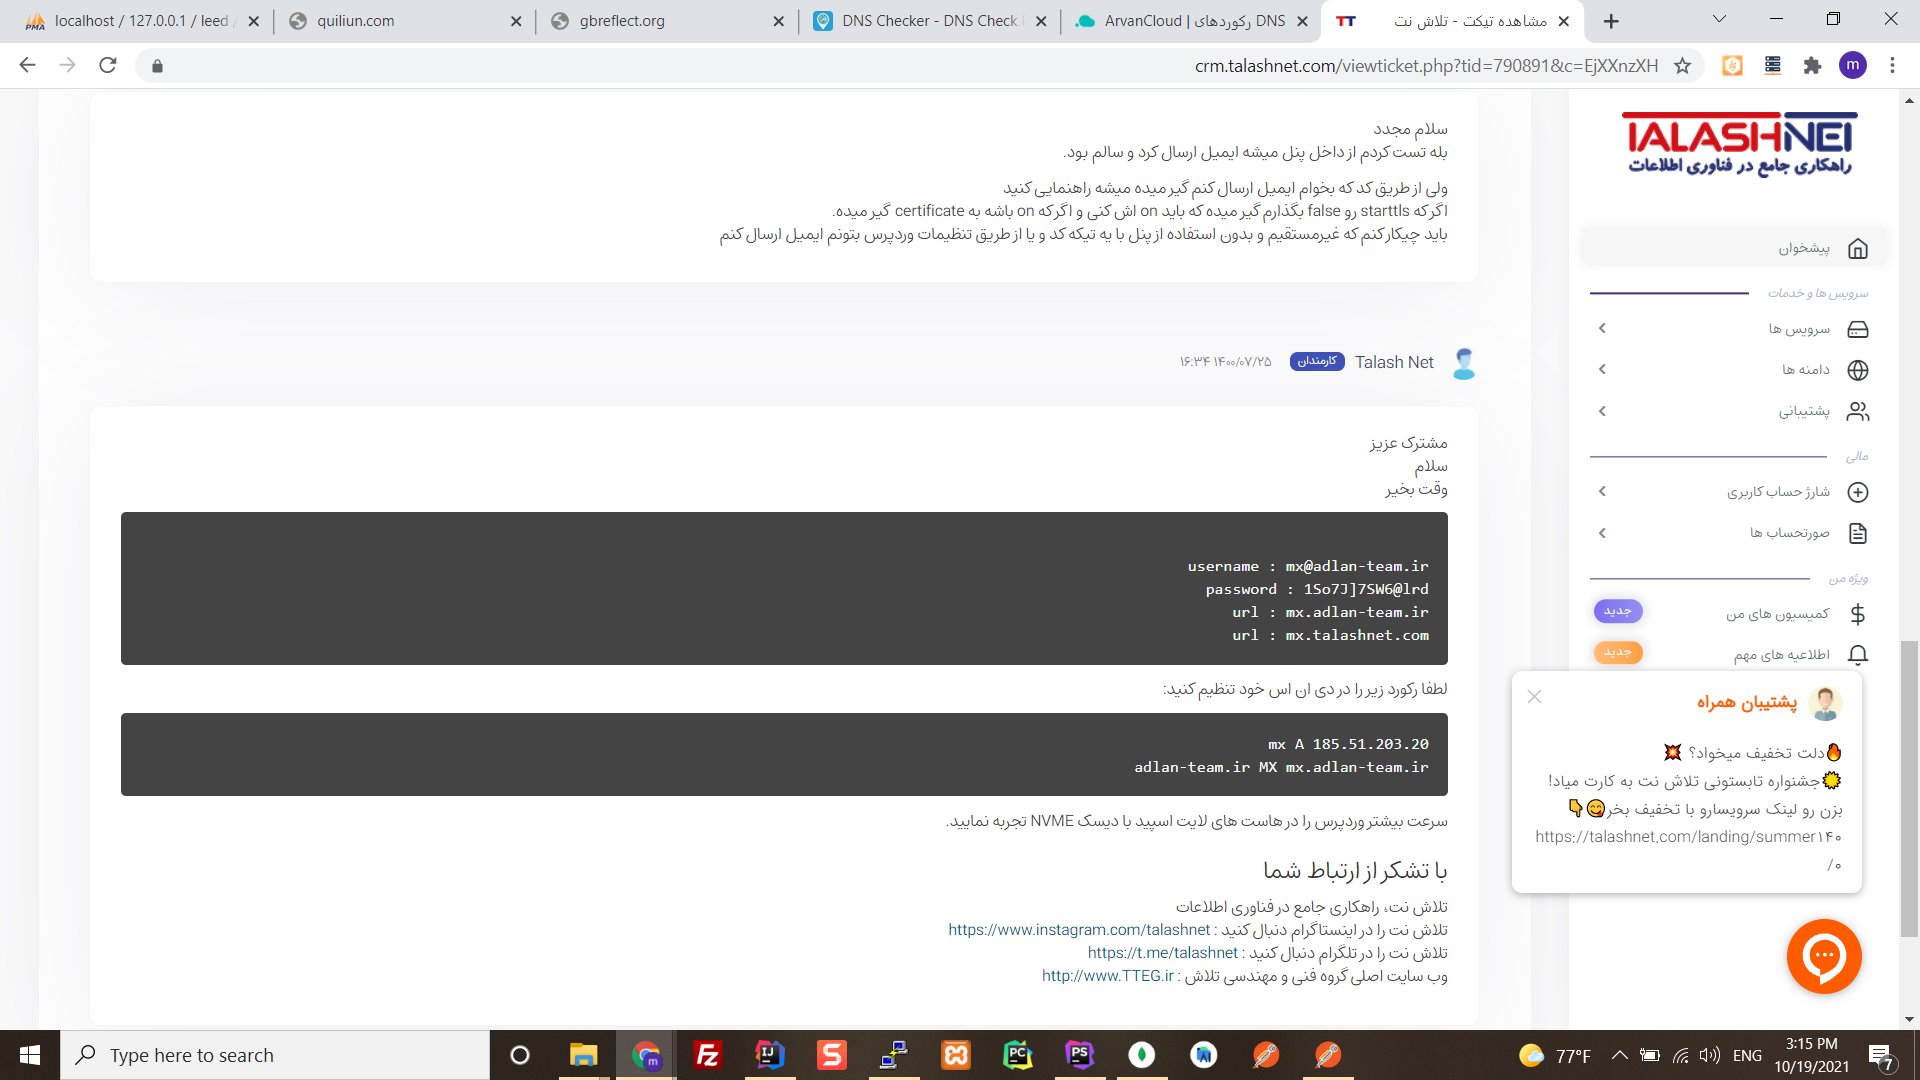 localhost / 127.0.0.1 / leed /
quiliun.com
gbreflect.org
DNS Checker - DNS Check
رکوردهای DNS | ArvanCloud
مشاهده تیکت - تلاش نت
crm.talashnet.com/viewticket.php?tid=790891&c=EjXXnzXH
m
سلام مجدد
بله تست کردم از داخل پنل میشه ایمیل ارسال کرد و سالم بود.
ولی از طریق کد که بخوام ایمیل ارسال کنم گیر میده میشه راهنمایی کنید
اگر که starttls رو false بگذارم گیر میده که باید on اش کنی و اگر که on باشه به certificate گیر میده.
باید چیکار کنم که غیرمستقیم و بدون استفاده از پنل با یه تیکه کد و یا از طریق تنظیمات وردپرس بتونم ایمیل ارسال کنم
Talash Net
کارمندان
۱۴۰۰/۰۷/۲۵ ۱۶:۳۴
مشترک عزیز
سلام
وقت بخیر
username : mx@adlan-team.ir
password : 1So7J]7SW6@lrd
url : mx.adlan-team.ir
url : mx.talashnet.com
لطفا رکورد زیر را در دی ان اس خود تنظیم کنید:
mx A 185.51.203.20
adlan-team.ir MX mx.adlan-team.ir
سرعت بیشتر وردپرس را در هاست های لایت اسپید با دیسک NVME تجربه نمایید.
با تشکر از ارتباط شما
تلاش نت، راهکاری جامع در فناوری اطلاعات
تلاش نت را در اینستاگرام دنبال کنید : https://www.instagram.com/talashnet
تلاش نت را در تلگرام دنبال کنید : https://t.me/talashnet
وب سایت اصلی گروه فنی و مهندسی تلاش : http://www.TTEG.ir
TALASHNET
راهکاری جامع در فناوری اطلاعات
پیشخوان
سرویس ها و خدمات
سرویس ها
دامنه ها
پشتیبانی
مالی
شارژ حساب کاربری
صورتحساب ها
ویژه من
کمیسیون های من
جدید
اطلاعیه های مهم
جدید
پشتیبان همراه
🔥دلت تخفیف میخواد؟ 💥
جشنواره تابستونی تلاش نت به کارت میاد!
بزن رو لینک سرویسارو با تخفیف بخر😋👇
https://talashnet.com/landing/summer۱۴۰
۰/
Type here to search
77°F
ENG
3:15 PM
10/19/2021
7